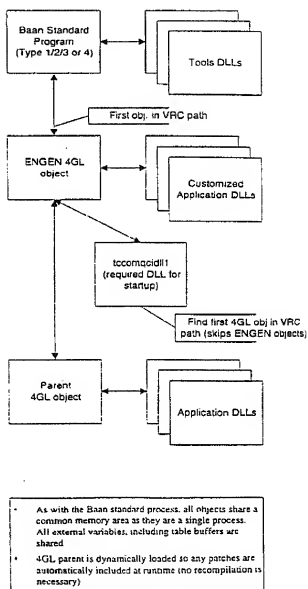 Baan Standard
Program
(Type 1/2/3 or 4)
Tools DLLs
First obj. in VRC path
ENGEN 4GL
object
Customized
Application DLLs
tccomqcidll1
(required DLL for
startup)
Find first 4GL obj in VRC
path (skips ENGEN objects)
Parent
4GL object
Application DLLs
• As with the Baan standard process, all objects share a
common memory area as they are a single process.
All external variables, including table buffers are
shared
• 4GL parent is dynamically loaded so any patches are
automatically included at runtime (no recompilation is
necessary)